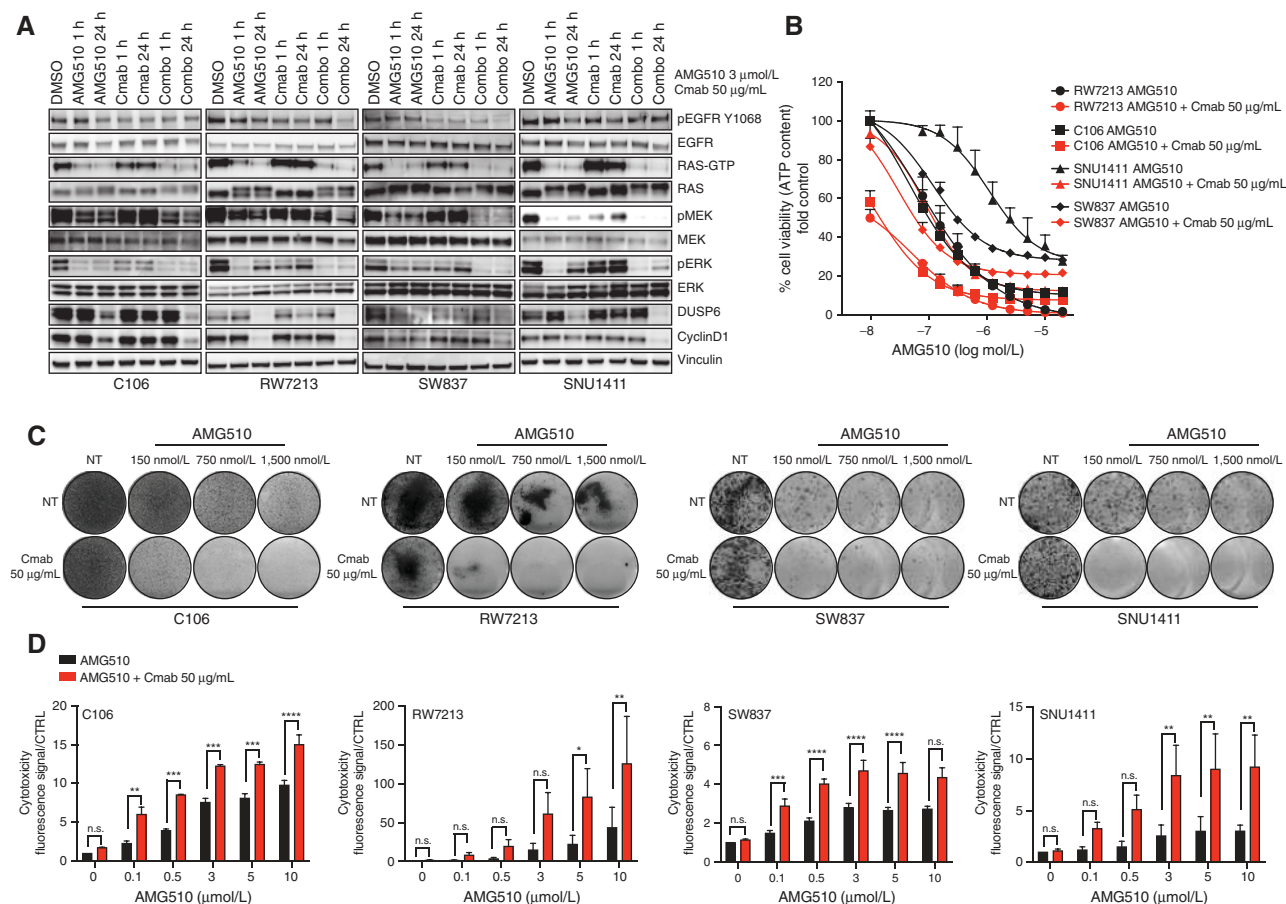 A
DMSO
AMG510 1 h
AMG510 24 h
Cmab 1 h
Cmab 24 h
Combo 1 h
Combo 24 h
DMSO
AMG510 1 h
AMG510 24 h
Cmab 1 h
Cmab 24 h
Combo 1 h
Combo 24 h
DMSO
AMG510 1 h
AMG510 24 h
Cmab 1 h
Cmab 24 h
Combo 1 h
Combo 24 h
DMSO
AMG510 1 h
AMG510 24 h
Cmab 1 h
Cmab 24 h
Combo 1 h
Combo 24 h
AMG510 3 µmol/L
Cmab 50 µg/mL
pEGFR Y1068
EGFR
RAS-GTP
RAS
pMEK
MEK
pERK
ERK
DUSP6
CyclinD1
Vinculin
C106
RW7213
SW837
SNU1411
B
% cell viability (ATP content)
fold control
120
100
80
60
40
20
0
−8
−7
−6
−5
AMG510 (log mol/L)
RW7213 AMG510
RW7213 AMG510 + Cmab 50 µg/mL
C106 AMG510
C106 AMG510 + Cmab 50 µg/mL
SNU1411 AMG510
SNU1411 AMG510 + Cmab 50 µg/mL
SW837 AMG510
SW837 AMG510 + Cmab 50 µg/mL
C
AMG510
NT
150 nmol/L
750 nmol/L
1,500 nmol/L
NT
Cmab
50 µg/mL
C106
AMG510
NT
150 nmol/L
750 nmol/L
1,500 nmol/L
NT
Cmab
50 µg/mL
RW7213
AMG510
NT
150 nmol/L
750 nmol/L
1,500 nmol/L
NT
Cmab
50 µg/mL
SW837
AMG510
NT
150 nmol/L
750 nmol/L
1,500 nmol/L
NT
Cmab
50 µg/mL
SNU1411
D
AMG510
AMG510 + Cmab 50 µg/mL
C106
Cytotoxicity
fluorescence signal/CTRL
20
15
10
5
0
n.s.
**
***
***
***
****
0
0.1
0.5
3
5
10
AMG510 (µmol/L)
RW7213
Cytotoxicity
fluorescence signal/CTRL
200
150
100
50
0
n.s.
n.s.
n.s.
n.s.
*
**
0
0.1
0.5
3
5
10
AMG510 (µmol/L)
SW837
Cytotoxicity
fluorescence signal/CTRL
8
6
4
2
0
n.s.
***
****
****
****
n.s.
0
0.1
0.5
3
5
10
AMG510 (µmol/L)
SNU1411
Cytotoxicity
fluorescence signal/CTRL
15
10
5
0
n.s.
n.s.
n.s.
**
**
**
0
0.1
0.5
3
5
10
AMG510 (µmol/L)